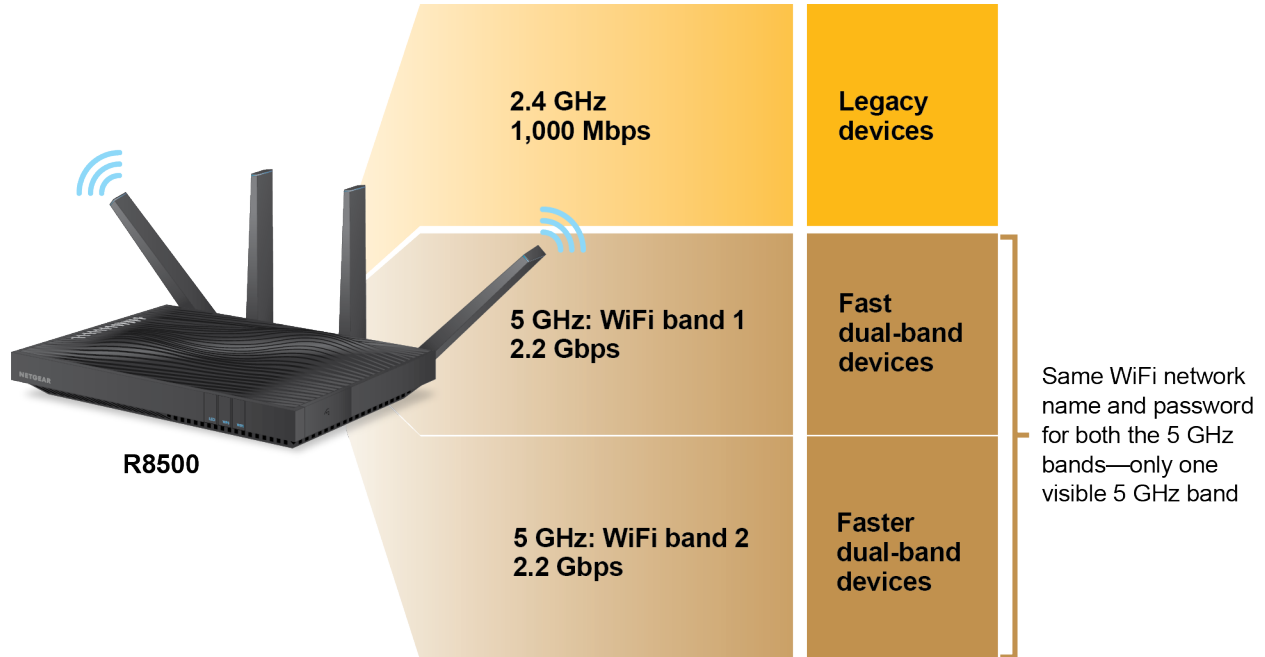 2.4 GHz
1,000 Mbps
Legacy
devices
5 GHz: WiFi band 1
2.2 Gbps
Fast
dual-band
devices
NETGEAR
R8500
Same WiFi network
name and password
for both the 5 GHz
bands—only one
visible 5 GHz band
5 GHz: WiFi band 2
2.2 Gbps
Faster
dual-band
devices